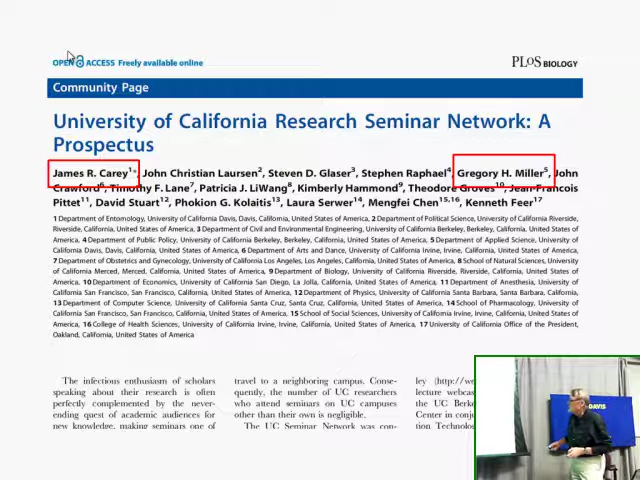 OPEN ACCESS Freely available online
PLoS BIOLOGY
Community Page
University of California Research Seminar Network: A
Prospectus
James R. Carey1*, John Christian Laursen2, Steven D. Glaser3, Stephen Raphael4, Gregory H. Miller5, John
Crawford6, Timothy F. Lane7, Patricia J. LiWang8, Kimberly Hammond9, Theodore Groves10, Jean-Francois
Pittet11, David Stuart12, Phokion G. Kolaitis13, Laura Serwer14, Mengfei Chen15,16, Kenneth Feer17
1 Department of Entomology, University of California Davis, Davis, California, United States of America, 2 Department of Political Science, University of California Riverside,
Riverside, California, United States of America, 3 Department of Civil and Environmental Engineering, University of California Berkeley, Berkeley, California, United States of
America, 4 Department of Public Policy, University of California Berkeley, Berkeley, California, United States of America, 5 Department of Applied Science, University of California
Davis, Davis, California, United States of America, 6 Department of Arts and Dance, University of California Irvine, Irvine, California, United States of America,
7 Department of Obstetrics and Gynecology, University of California Los Angeles, Los Angeles, California, United States of America, 8 School of Natural Sciences, University
of California Merced, Merced, California, United States of America, 9 Department of Biology, University of California Riverside, Riverside, California, United States of
America, 10 Department of Economics, University of California San Diego, La Jolla, California, United States of America, 11 Department of Anesthesia, University of
California San Francisco, San Francisco, California, United States of America, 12 Department of Physics, University of California Santa Barbara, Santa Barbara, California, United States of America,
13 Department of Computer Science, University of California Santa Cruz, Santa Cruz, California, United States of America, 14 School of Pharmacology, University of California
San Francisco, San Francisco, California, United States of America, 15 School of Social Sciences, University of California Irvine, Irvine, California, United States of
America, 16 College of Health Sciences, University of California Irvine, Irvine, California, United States of America, 17 University of California Office of the President,
Oakland, California, United States of America
The infectious enthusiasm of scholars
speaking about their research is often
perfectly complemented by the never-
ending quest of academic audiences for
new knowledge, making seminars one of
travel to a neighboring campus. Conse-
quently, the number of UC researchers
who attend seminars on UC campuses
other than their own is negligible.
The UC Seminar Network was con-
ley (http://we
lecture webcas
the UC Berke
Center in conju
tion Technolog
DAVIS